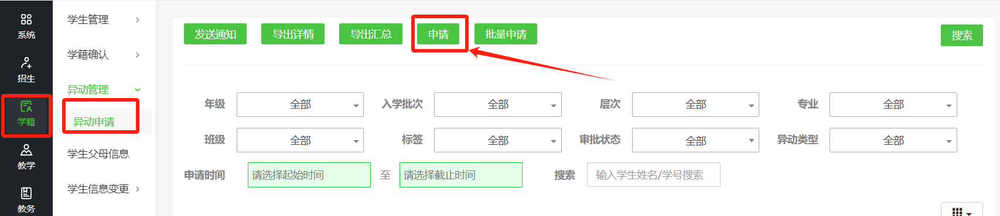 系统
招生
学籍
教学
教务
学生管理
学籍确认
异动管理
异动申请
学生父母信息
学生信息变更
发送通知 导出详情 导出汇总 申请 批量申请 搜索
年级 全部 入学批次 全部 层次 全部 专业 全部
班级 全部 标签 全部 审批状态 全部 异动类型 全部
申请时间 请选择起始时间 至 请选择截止时间 搜索 输入学生姓名/学号搜索